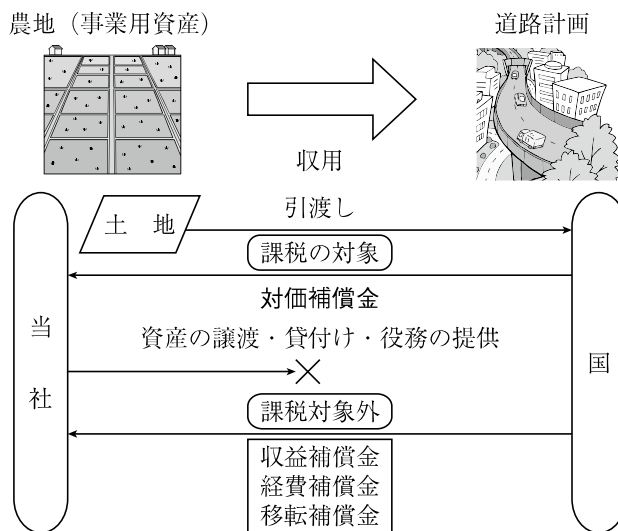 農地（事業用資産）
道路計画
収用
土　地
引渡し
課税の対象
対価補償金
資産の譲渡・貸付け・役務の提供
当社
国
課税対象外
収益補償金
経費補償金
移転補償金